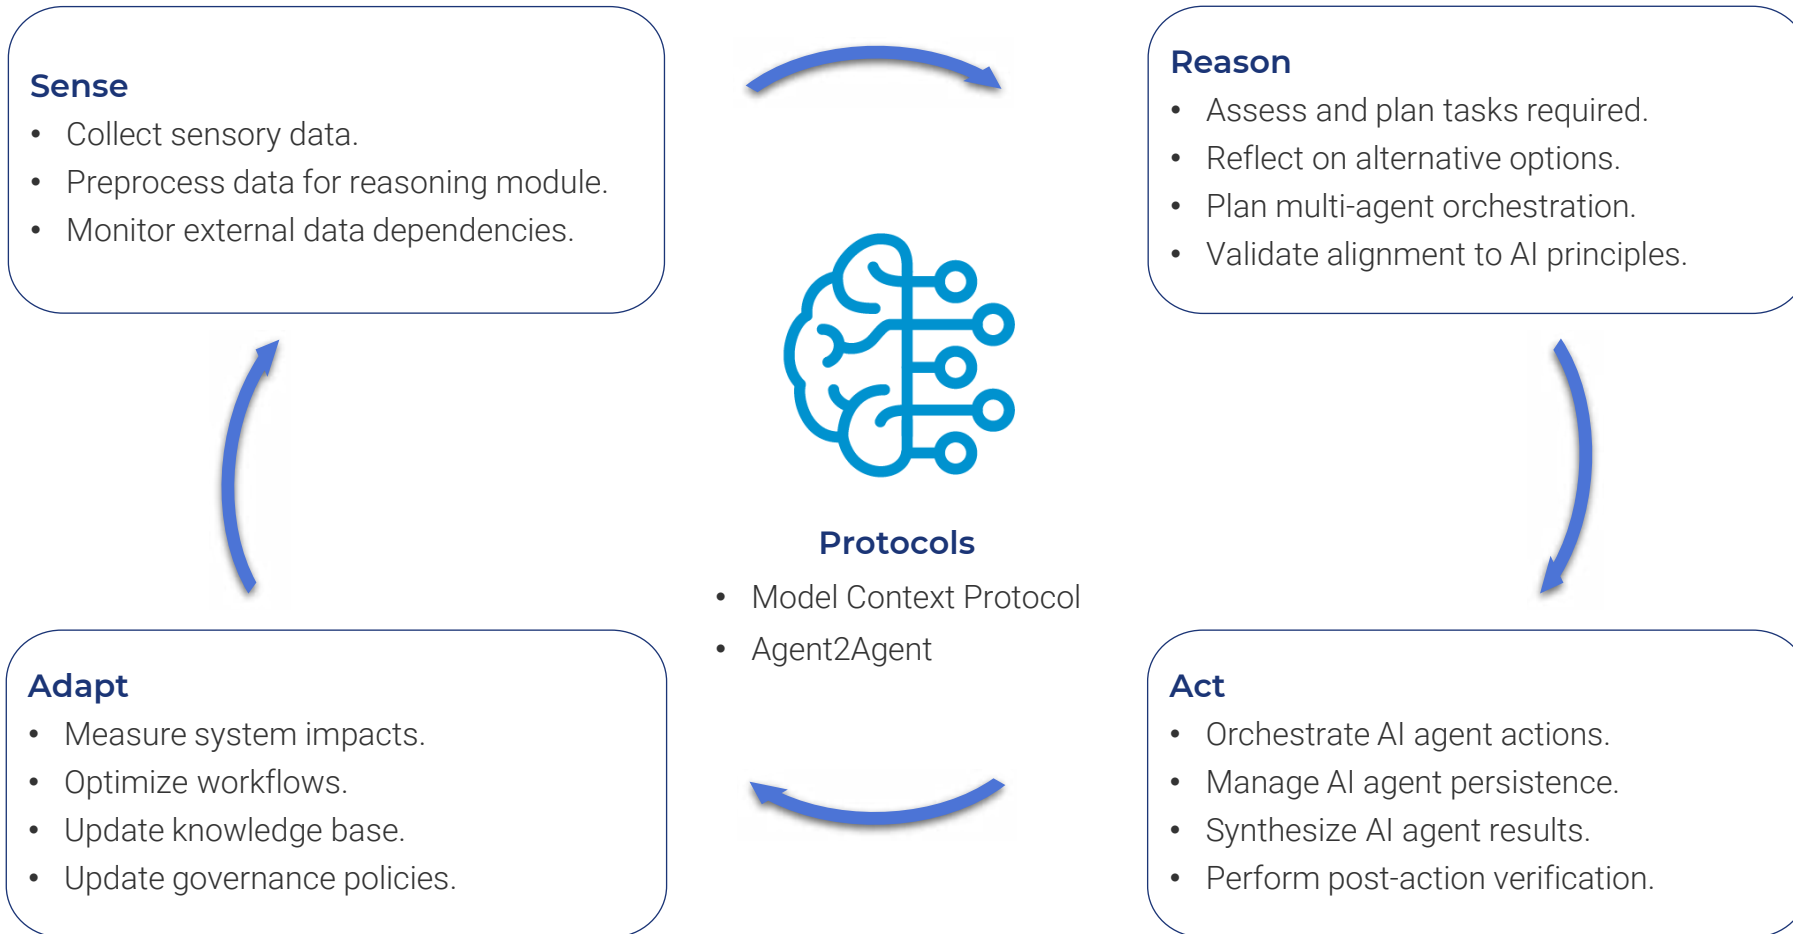 Sense
• Collect sensory data.
• Preprocess data for reasoning module.
• Monitor external data dependencies.
Reason
• Assess and plan tasks required.
• Reflect on alternative options.
• Plan multi-agent orchestration.
• Validate alignment to AI principles.
Protocols
• Model Context Protocol
• Agent2Agent
Adapt
• Measure system impacts.
• Optimize workflows.
• Update knowledge base.
• Update governance policies.
Act
• Orchestrate AI agent actions.
• Manage AI agent persistence.
• Synthesize AI agent results.
• Perform post-action verification.